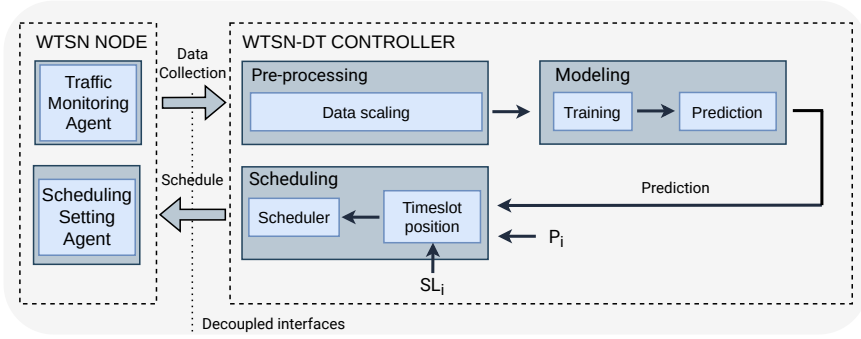 WTSN NODE
Traffic
Monitoring
Agent
Scheduling
Setting
Agent
Data
Collection
Schedule
Decoupled interfaces
WTSN-DT CONTROLLER
Pre-processing
Data scaling
Modeling
Training
Prediction
Prediction
Scheduling
Scheduler
Timeslot
position
Pi
SLi